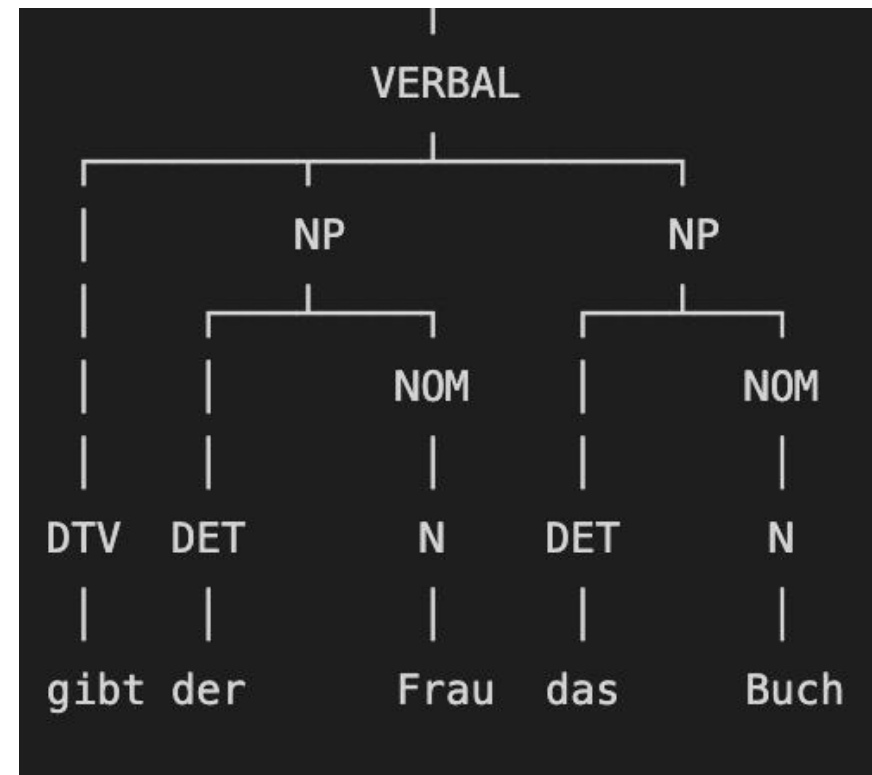 VERBAL
NP NP
NOM NOM
DTV DET N DET N
gibt der Frau das Buch